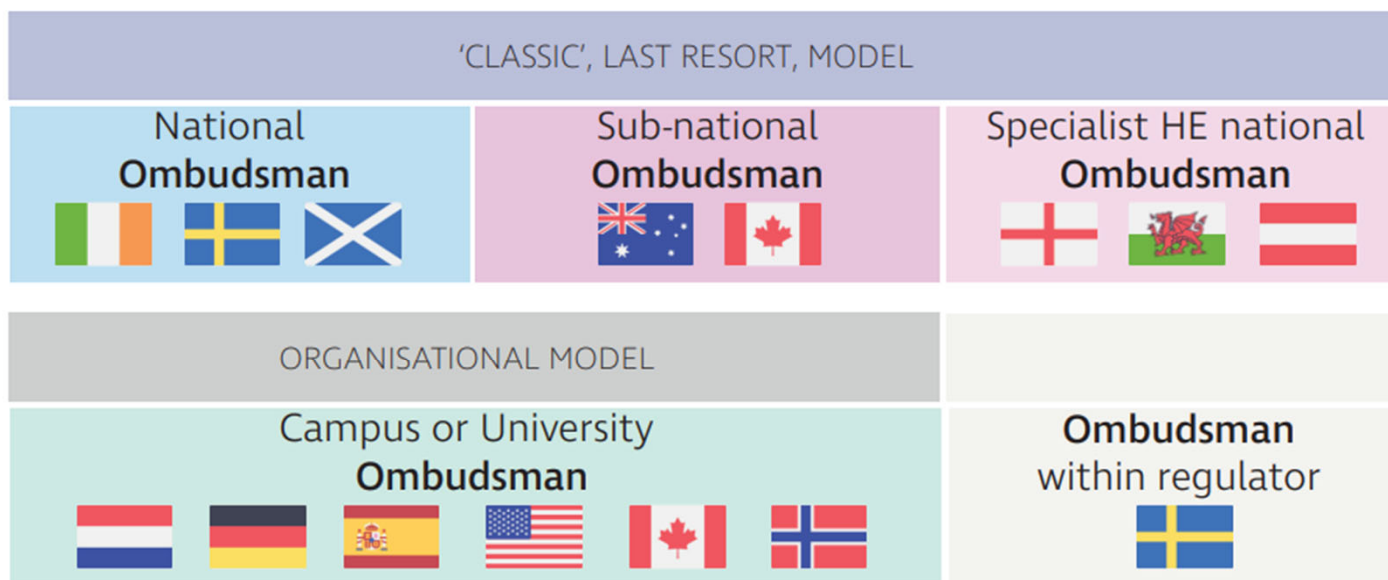 ‘CLASSIC’, LAST RESORT, MODEL
National
Ombudsman
Sub-national
Ombudsman
Specialist HE national
Ombudsman
ORGANISATIONAL MODEL
Campus or University
Ombudsman
Ombudsman
within regulator